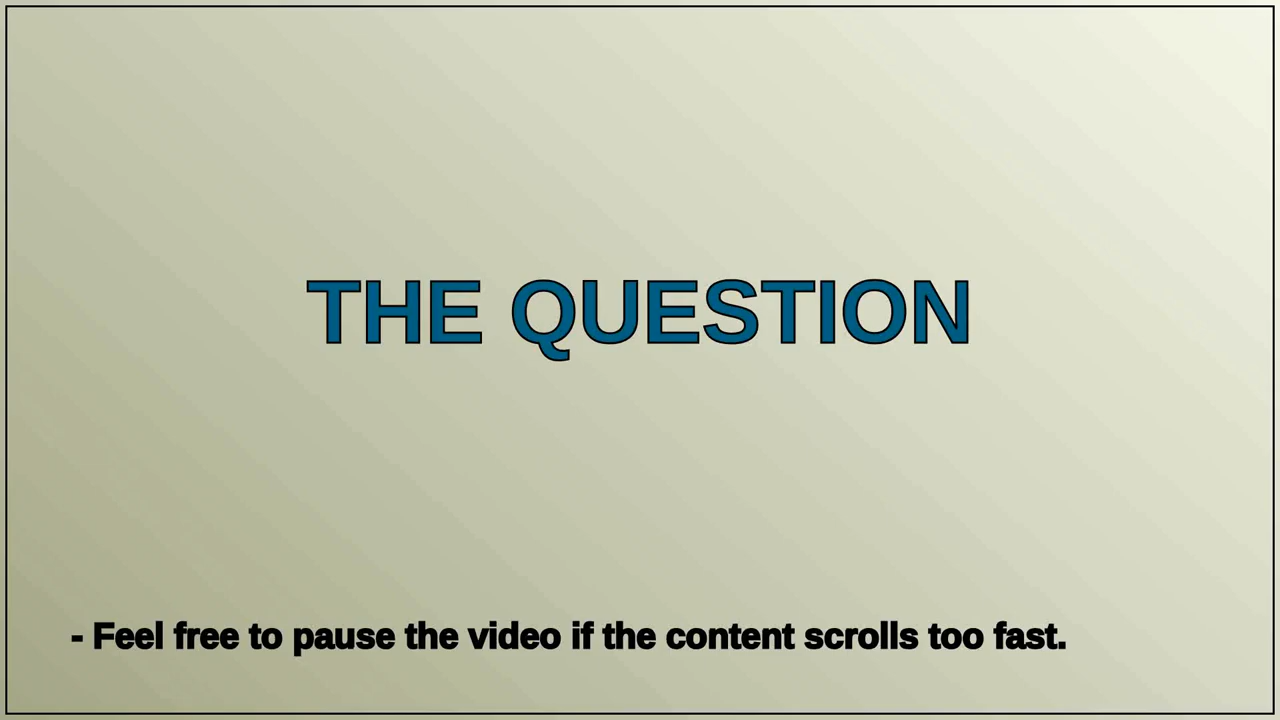 THE QUESTION
- Feel free to pause the video if the content scrolls too fast.